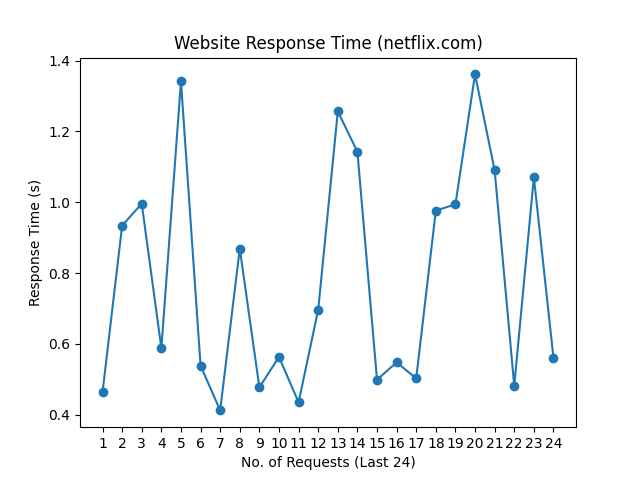 Website Response Time (netflix.com)
Response Time (s)
1.4
1.2
1.0
0.8
0.6
0.4
1 2 3 4 5 6 7 8 9 10 11 12 13 14 15 16 17 18 19 20 21 22 23 24
No. of Requests (Last 24)